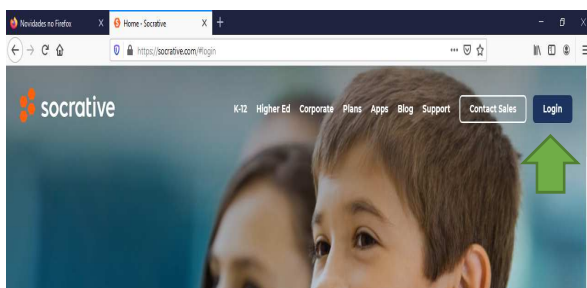 Novidades no Firefox X Home - Socrative X +
https://socrative.com/#login
socrative K-12 Higher Ed Corporate Plans Apps Blog Support Contact Sales Login